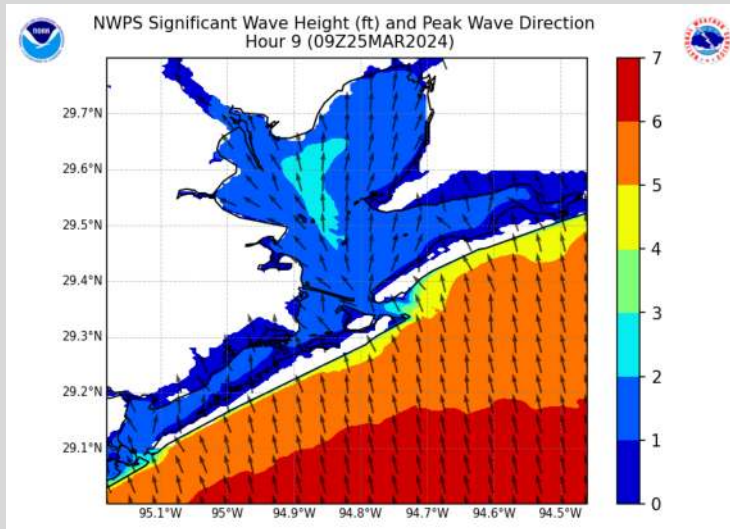 NWPS Significant Wave Height (ft) and Peak Wave Direction
Hour 9 (09Z25MAR2024)
NOAA
7
29.7°N
6
29.6°N
5
29.5°N
4
29.4°N
3
29.3°N
2
29.2°N
1
29.1°N
0
95.1°W 95°W 94.9°W 94.8°W 94.7°W 94.6°W 94.5°W